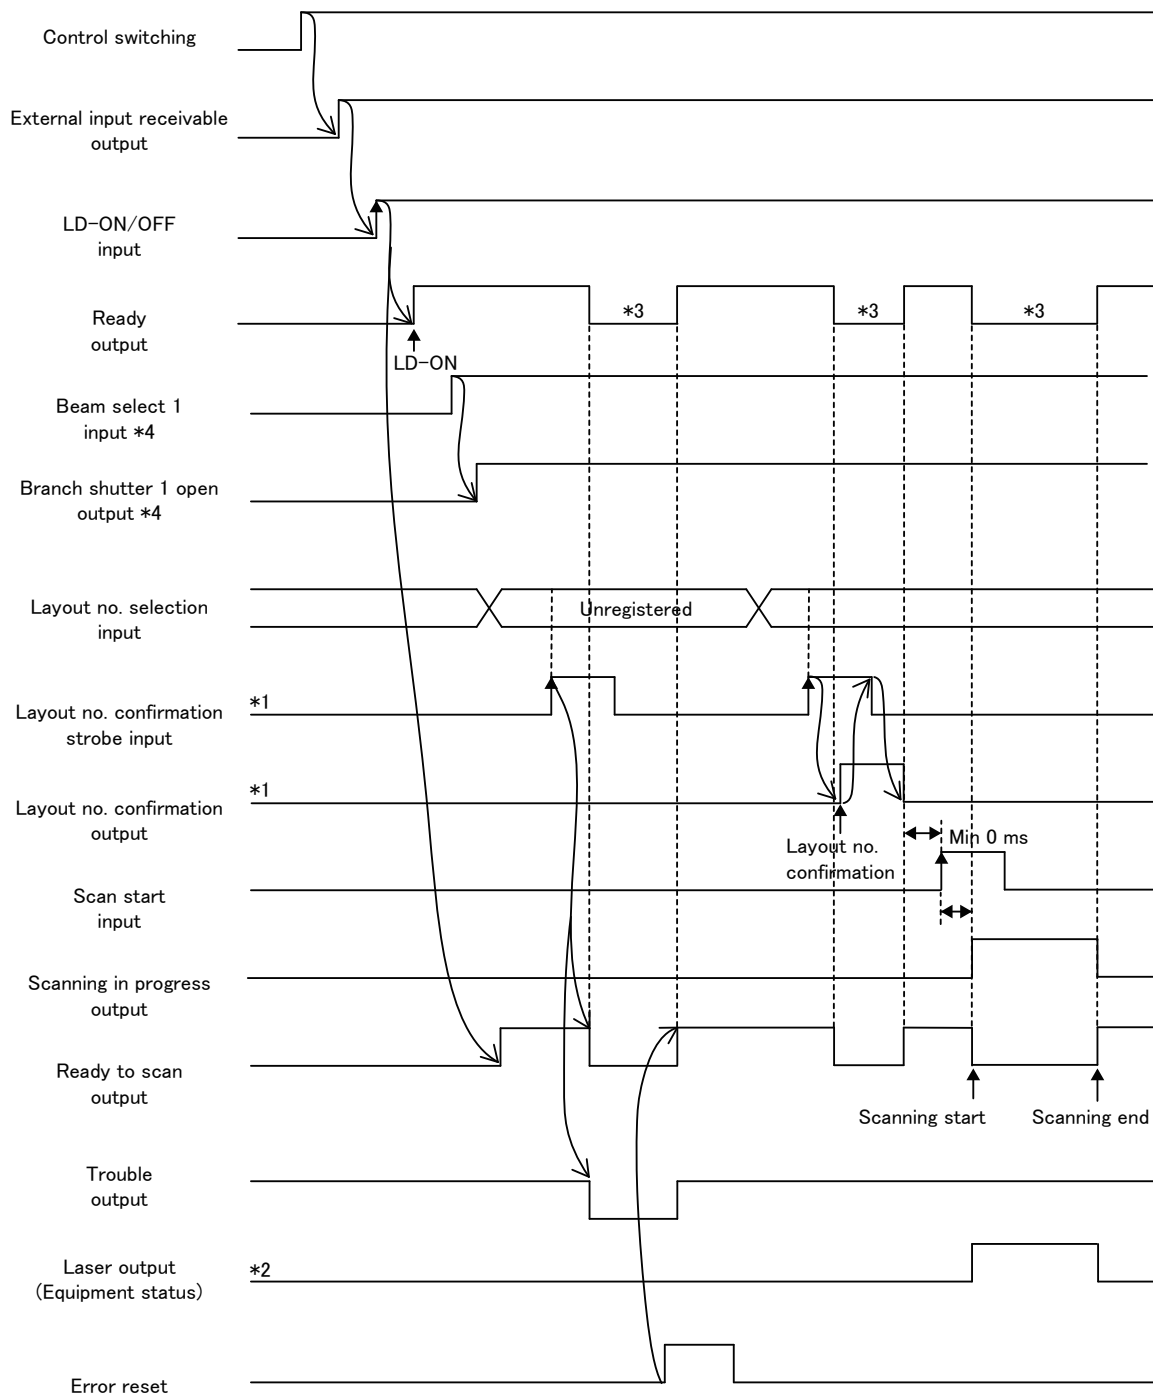 Control switching
External input receivable
output
LD-ON/OFF
input
*3
*3
*3
Ready
output
LD-ON
Beam select 1
input *4
Branch shutter 1 open
output *4
Layout no. selection
input
Unregistered
*1
Layout no. confirmation
strobe input
*1
Layout no. confirmation
output
Min 0 ms
Layout no.
confirmation
Scan start
input
Scanning in progress
output
Ready to scan
output
Scanning start
Scanning end
Trouble
output
*2
Laser output
(Equipment status)
Error reset